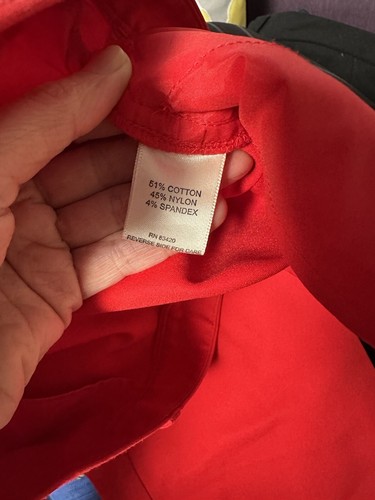 51% COTTON
45% NYLON
4% SPANDEX
RN 83420
REVERSE SIDE FOR CARE